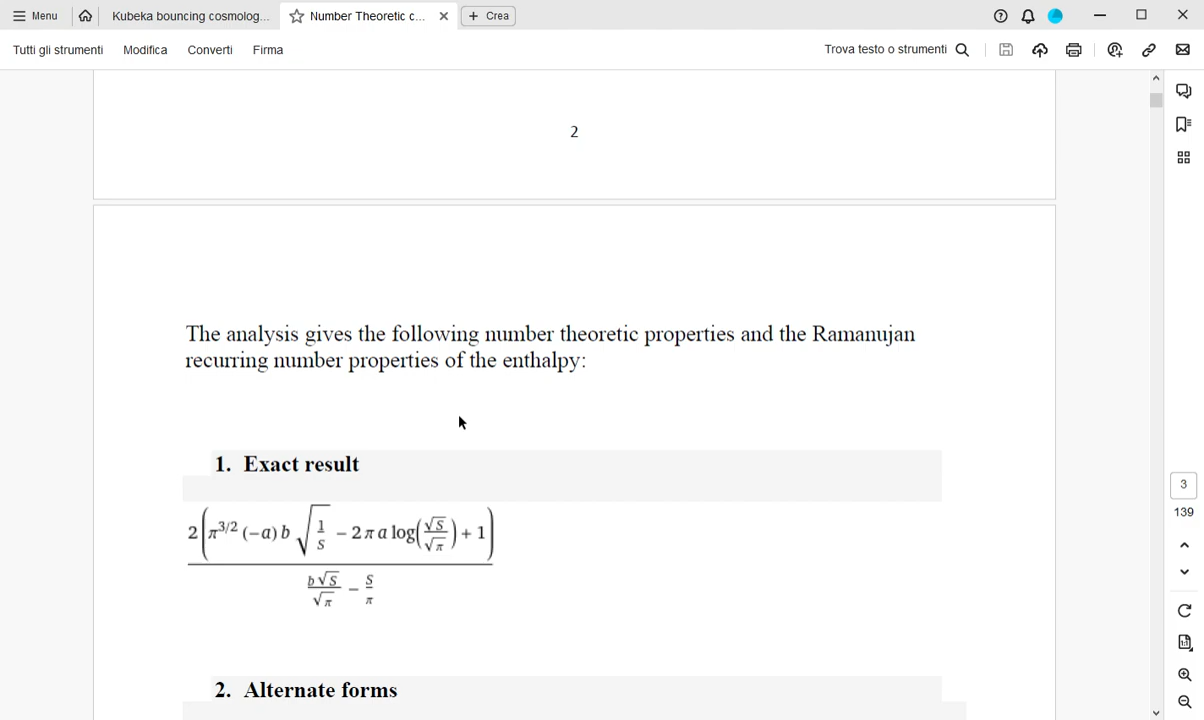 Menu Kubeka bouncing cosmolog... Number Theoretic c... + Crea
Tutti gli strumenti Modifica Converti Firma Trova testo o strumenti
2
The analysis gives the following number theoretic properties and the Ramanujan
recurring number properties of the enthalpy:
1. Exact result
2(π^{3/2} (-a) b √(1/S) - 2 π a log(√S/√π) + 1)
b√S/√π - S/π
3
139
2. Alternate forms